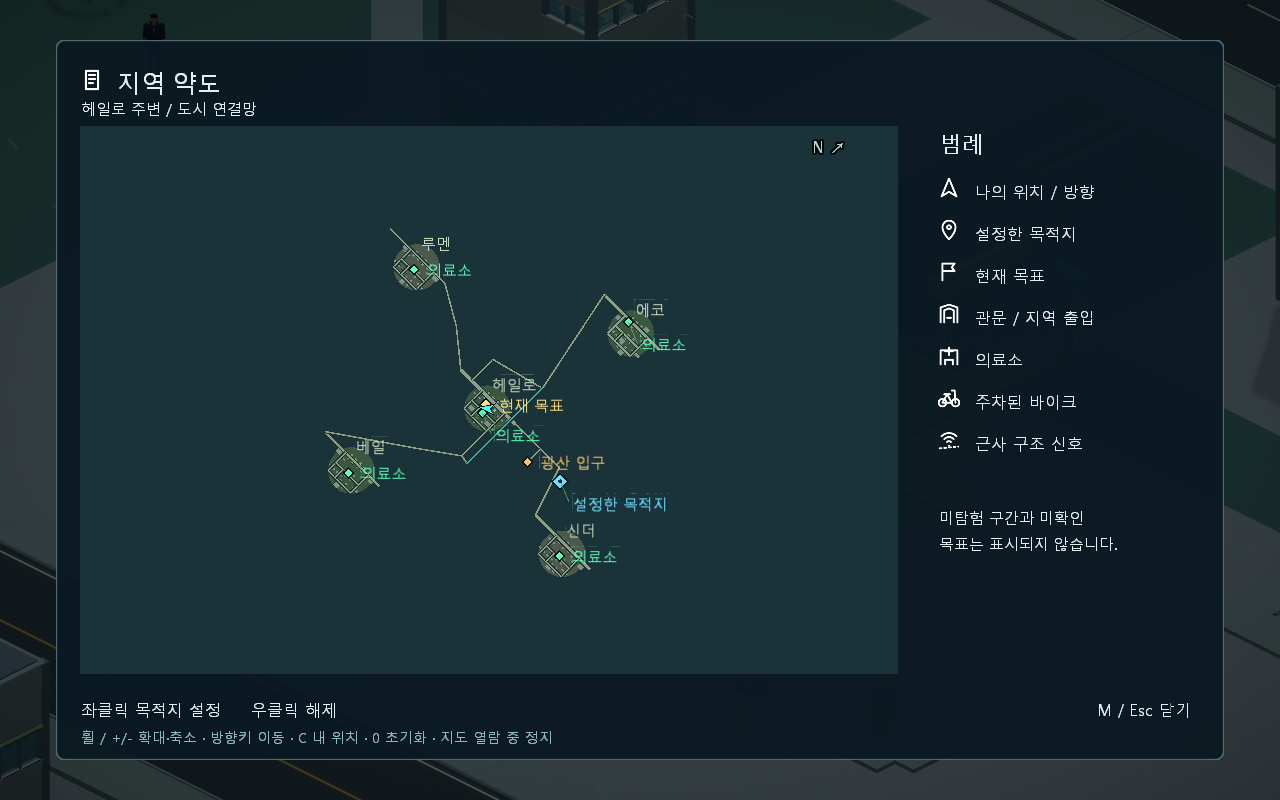 지역 약도
헤일로 주변 / 도시 연결망
N
루멘
의료소
에코
의료소
헤일로
현재 목표
의료소
베일
의료소
광산 입구
설정한 목적지
신더
의료소
범례
나의 위치 / 방향
설정한 목적지
현재 목표
관문 / 지역 출입
의료소
주차된 바이크
근사 구조 신호
미탐험 구간과 미확인
목표는 표시되지 않습니다.
좌클릭 목적지 설정 우클릭 해제
M / Esc 닫기
휠 / +/- 확대·축소 · 방향키 이동 · C 내 위치 · 0 초기화 · 지도 열람 중 정지